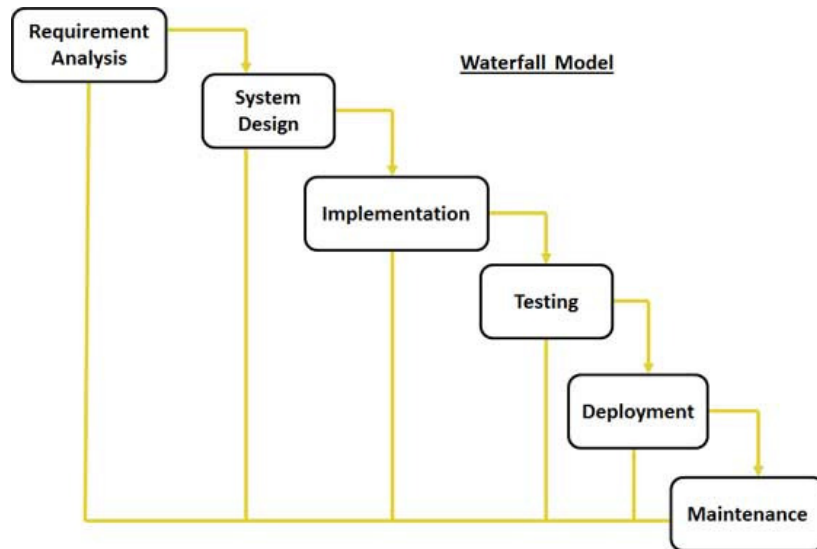 Requirement
Analysis
Waterfall Model
System
Design
Implementation
Testing
Deployment
Maintenance